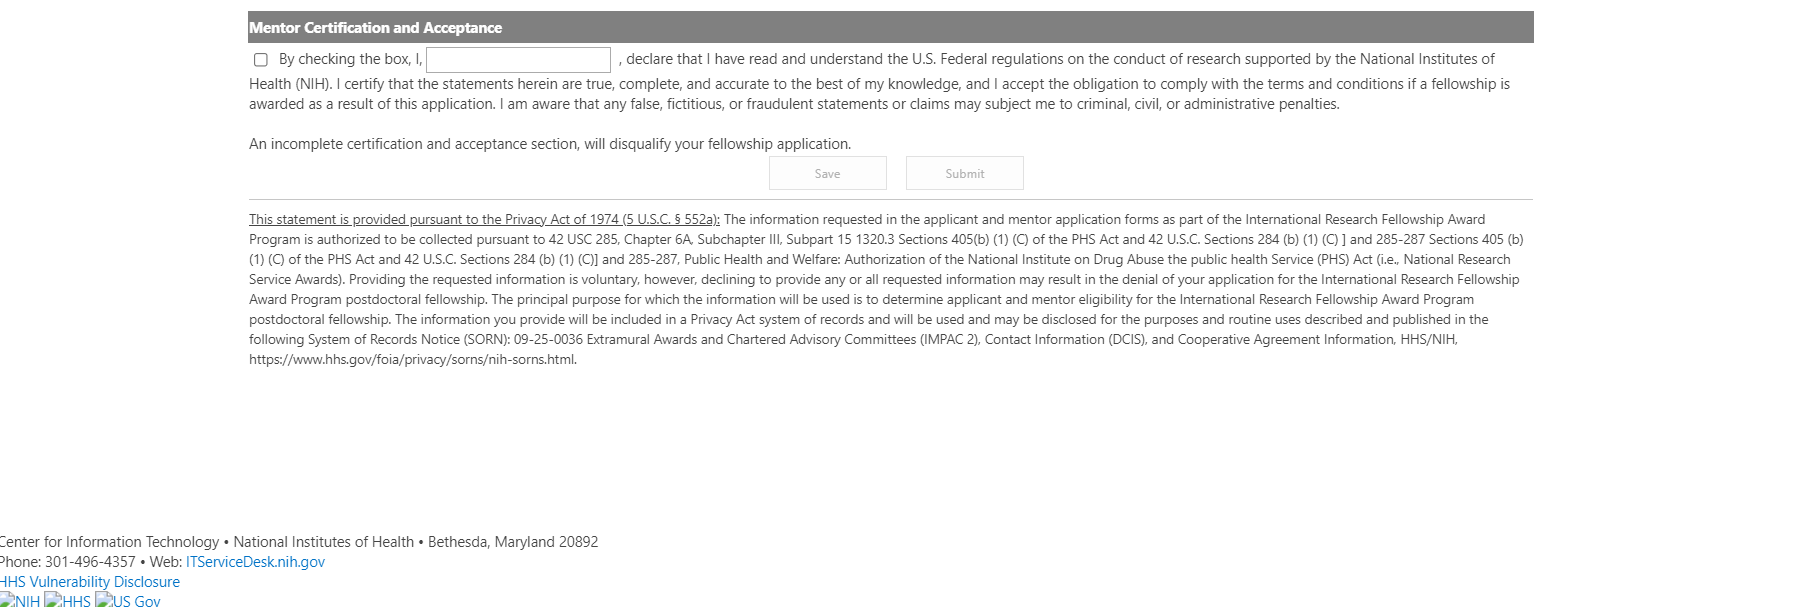 Mentor Certification and Acceptance
By checking the box, I, , declare that I have read and understand the U.S. Federal regulations on the conduct of research supported by the National Institutes of
Health (NIH). I certify that the statements herein are true, complete, and accurate to the best of my knowledge, and I accept the obligation to comply with the terms and conditions if a fellowship is
awarded as a result of this application. I am aware that any false, fictitious, or fraudulent statements or claims may subject me to criminal, civil, or administrative penalties.
An incomplete certification and acceptance section, will disqualify your fellowship application.
Save Submit
This statement is provided pursuant to the Privacy Act of 1974 (5 U.S.C. § 552a): The information requested in the applicant and mentor application forms as part of the International Research Fellowship Award
Program is authorized to be collected pursuant to 42 USC 285, Chapter 6A, Subchapter III, Subpart 15 1320.3 Sections 405(b) (1) (C) of the PHS Act and 42 U.S.C. Sections 284 (b) (1) (C) ] and 285-287 Sections 405 (b)
(1) (C) of the PHS Act and 42 U.S.C. Sections 284 (b) (1) (C)] and 285-287, Public Health and Welfare: Authorization of the National Institute on Drug Abuse the public health Service (PHS) Act (i.e., National Research
Service Awards). Providing the requested information is voluntary, however, declining to provide any or all requested information may result in the denial of your application for the International Research Fellowship
Award Program postdoctoral fellowship. The principal purpose for which the information will be used is to determine applicant and mentor eligibility for the International Research Fellowship Award Program
postdoctoral fellowship. The information you provide will be included in a Privacy Act system of records and will be used and may be disclosed for the purposes and routine uses described and published in the
following System of Records Notice (SORN): 09-25-0036 Extramural Awards and Chartered Advisory Committees (IMPAC 2), Contact Information (DCIS), and Cooperative Agreement Information, HHS/NIH,
https://www.hhs.gov/foia/privacy/sorns/nih-sorns.html.
Center for Information Technology • National Institutes of Health • Bethesda, Maryland 20892
Phone: 301-496-4357 • Web: ITServiceDesk.nih.gov
HHS Vulnerability Disclosure
NIH HHS US Gov